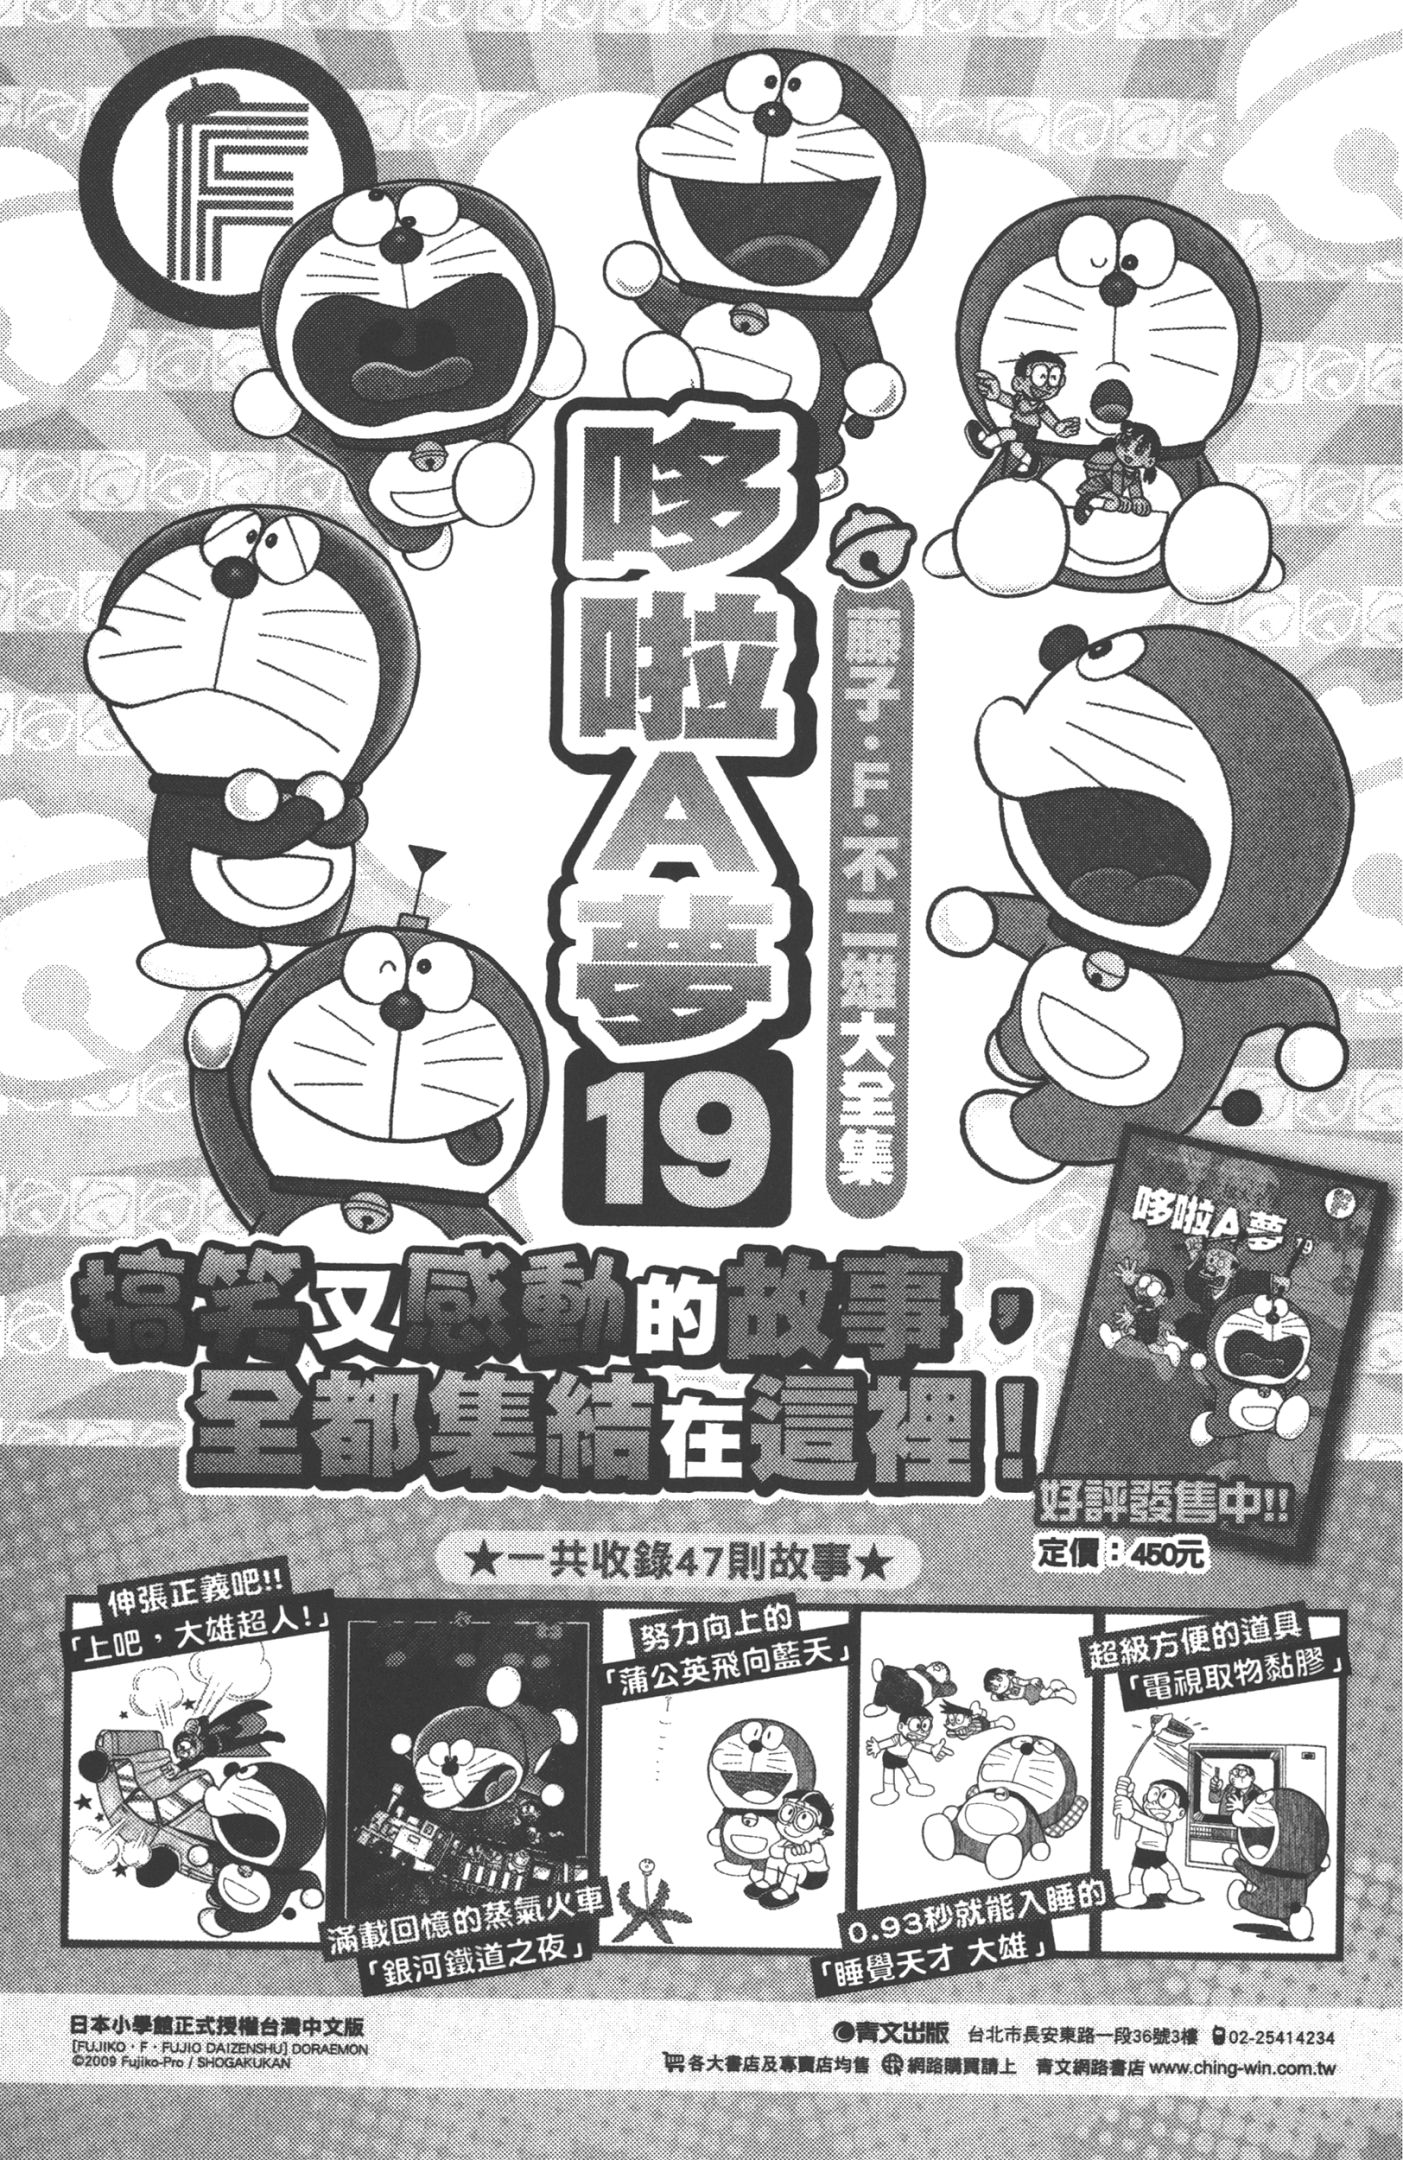 哆啦A夢
19
藤子・F・不二雄大全集
哆啦A夢 19
搞笑又感動的故事，
全都集結在這裡！
好評發售中!!
定價：450元
★一共收錄47則故事★
伸張正義吧!!
「上吧，大雄超人!」
滿載回憶的蒸氣火車
「銀河鐵道之夜」
努力向上的
「蒲公英飛向藍天」
0.93秒就能入睡的
「睡覺天才 大雄」
超級方便的道具
「電視取物黏膠」
日本小學館正式授權台灣中文版
[FUJIKO・F・FUJIO DAIZENSHU] DORAEMON
©2009 Fujiko-Pro / SHOGAKUKAN
青文出版 台北市長安東路一段36號3樓 02-25414234
各大書店及專賣店均售 網路購買請上 青文網路書店 www.ching-win.com.tw